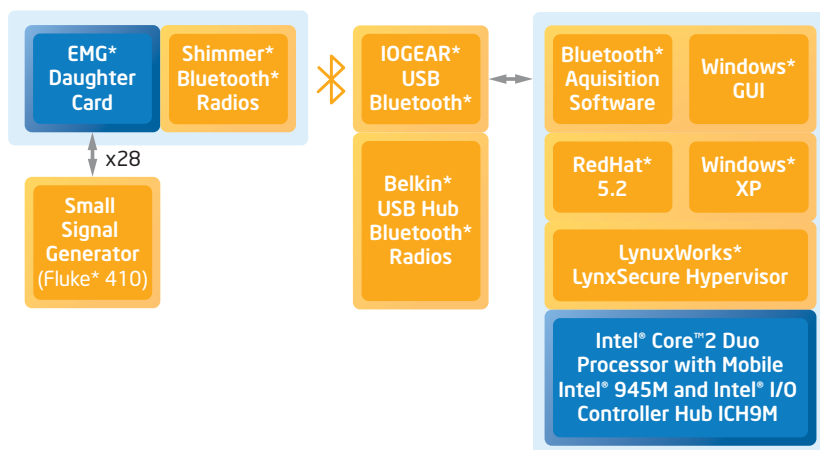 EMG*
Daughter
Card
Shimmer*
Bluetooth*
Radios
x28
Small
Signal
Generator
(Fluke* 410)
IOGEAR*
USB
Bluetooth*
Belkin*
USB Hub
Bluetooth*
Radios
Bluetooth*
Aquisition
Software
Windows*
GUI
RedHat*
5.2
Windows*
XP
LynuxWorks*
LynxSecure Hypervisor
Intel® Core™2 Duo
Processor with Mobile
Intel® 945M and Intel® I/O
Controller Hub ICH9M